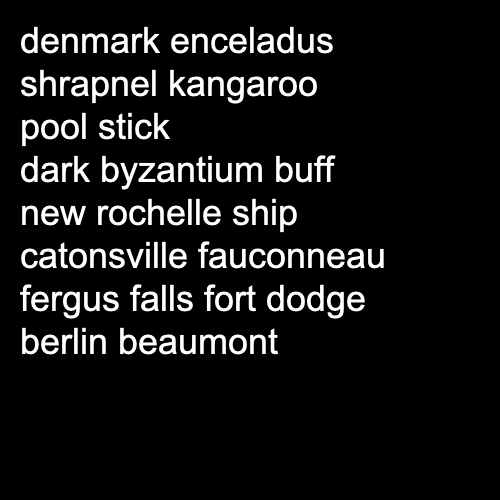 denmark enceladus
shrapnel kangaroo
pool stick
dark byzantium buff
new rochelle ship
catonsville fauconneau
fergus falls fort dodge
berlin beaumont